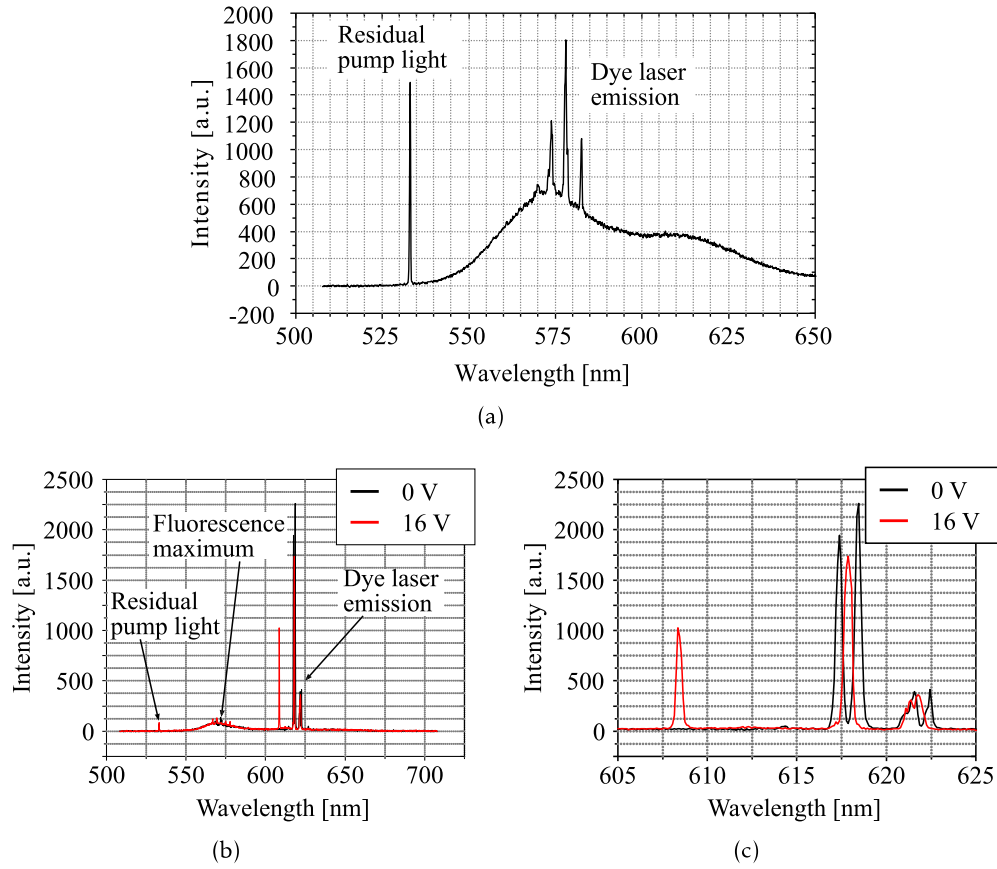 2000
1800
1600
1400
1200
1000
800
600
400
200
0
-200
Intensity [a.u.]
Residual
pump light
Dye laser
emission
500 525 550 575 600 625 650
Wavelength [nm]
(a)
2500
2000
1500
1000
500
0
Intensity [a.u.]
0 V
16 V
Fluorescence
maximum
Residual
pump light
Dye laser
emission
500 550 600 650 700
Wavelength [nm]
(b)
2500
2000
1500
1000
500
0
Intensity [a.u.]
0 V
16 V
605 610 615 620 625
Wavelength [nm]
(c)